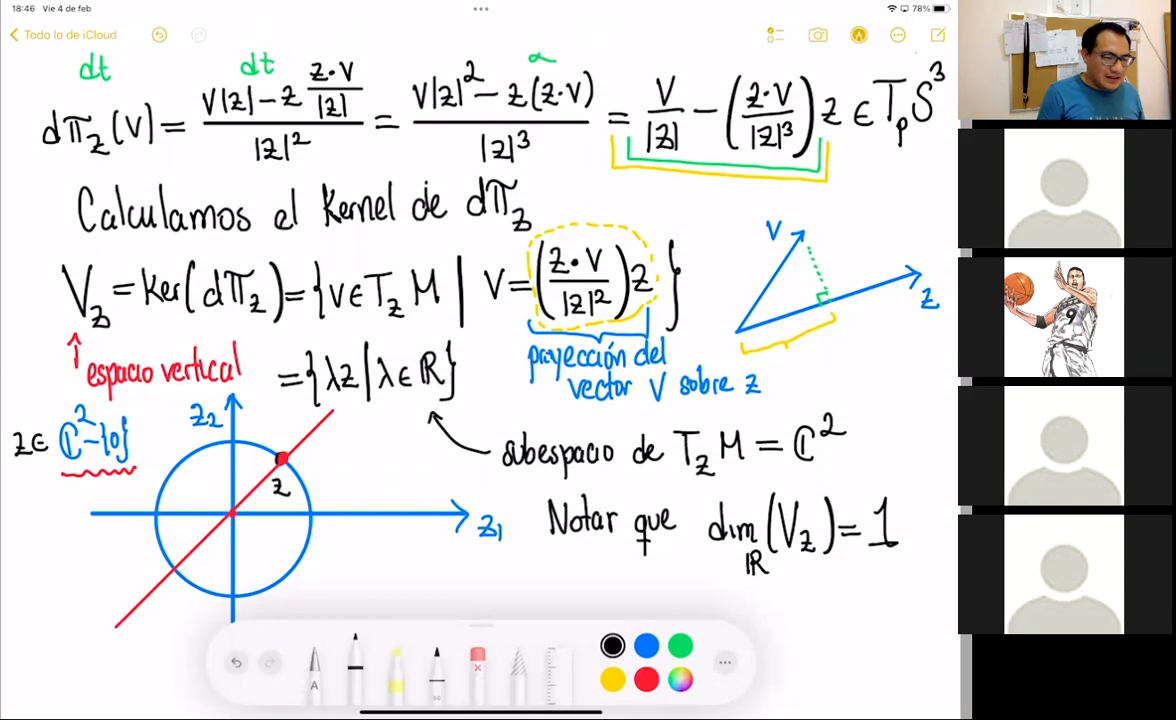 18:46 Vie 4 de feb
78%
Todo lo de iCloud
dt dt α
dπ_z(v) = (v|z| − z (z·v)/|z|)/|z|² = (v|z|² − z(z·v))/|z|³ = v/|z| − (z·v/|z|³) z ∈ T_pS³
Calculamos el Kernel de dπ_z
V_z = Ker(dπ_z) = {v ∈ T_z M | v = (z·v/|z|²) z}
v
z
↑ espacio vertical
proyección del
vector v sobre z
= {λz | λ ∈ ℝ}
z ∈ ℂ² − {0}
z₂
z
z₁
subespacio de T_z M = ℂ²
Notar que dim_ℝ(V_z) = 1
A
9